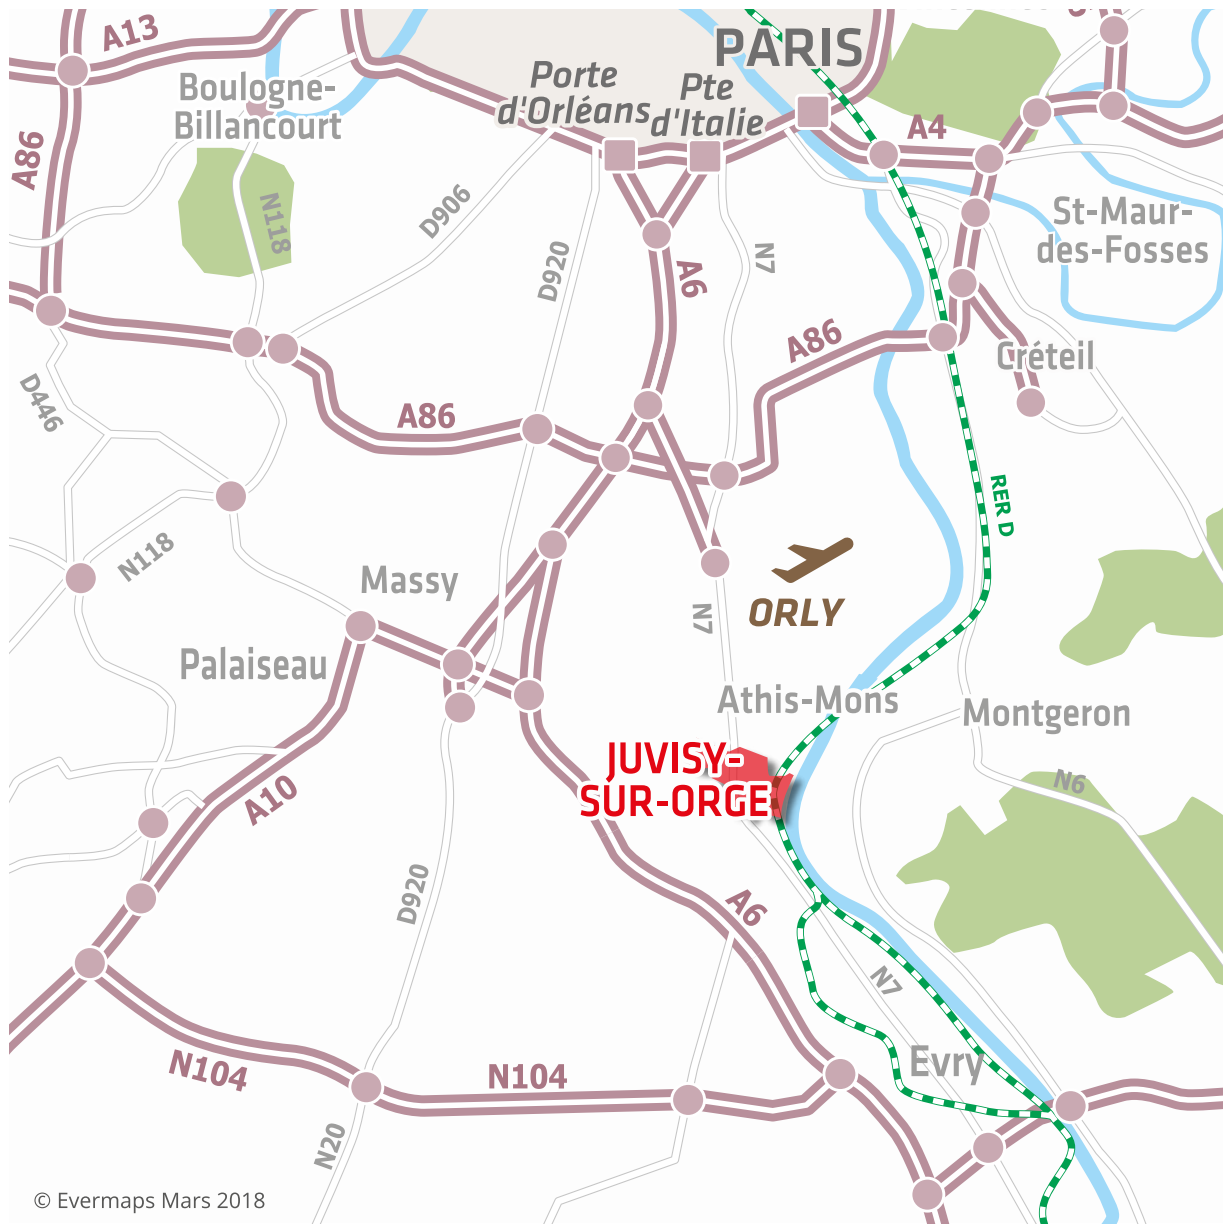 A13
PARIS
Porte
d'Orléans
Pte
d'Italie
Boulogne-
Billancourt
A4
A86
D906
N118
St-Maur-
des-Fosses
D920
N7
A6
A86
Créteil
D446
A86
RER D
N118
Massy
ORLY
N7
Palaiseau
Athis-Mons
Montgeron
JUVISY-
SUR-ORGE
N6
A10
D920
A6
N7
Evry
N104
N104
N20
© Evermaps Mars 2018